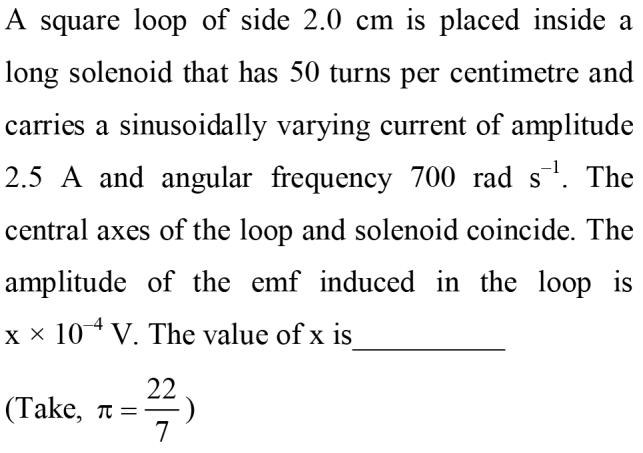 A square loop of side 2.0 cm is placed inside a
long solenoid that has 50 turns per centimetre and
carries a sinusoidally varying current of amplitude
2.5 A and angular frequency 700 rad s⁻¹. The
central axes of the loop and solenoid coincide. The
amplitude of the emf induced in the loop is
x × 10⁻⁴ V. The value of x is__________
(Take, π = 22/7)